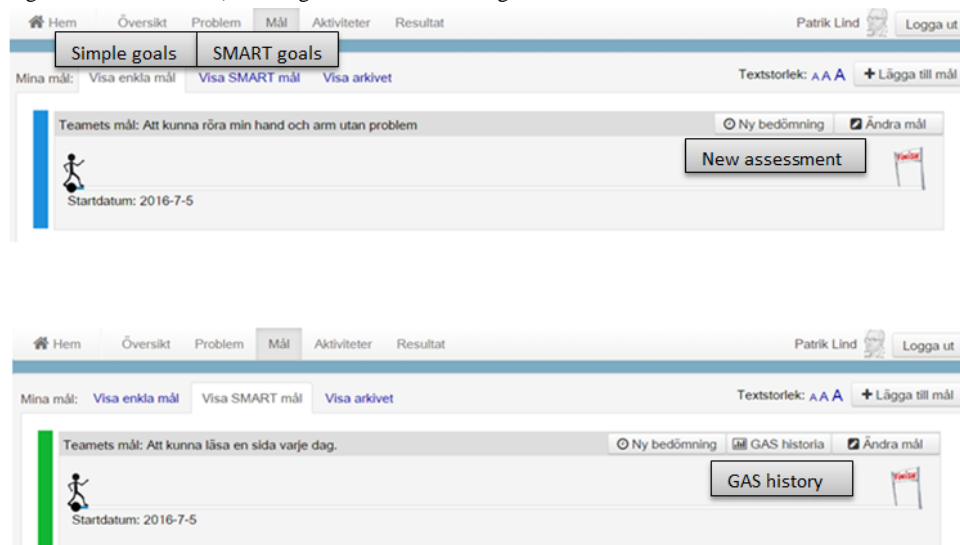 Hem Översikt Problem Mål Aktiviteter Resultat Patrik Lind Logga ut
Simple goals SMART goals
Mina mål: Visa enkla mål Visa SMART mål Visa arkivet Textstorlek: A A A + Lägga till mål
Teamets mål: Att kunna röra min hand och arm utan problem Ny bedömning Ändra mål
New assessment
Startdatum: 2016-7-5
Hem Översikt Problem Mål Aktiviteter Resultat Patrik Lind Logga ut
Mina mål: Visa enkla mål Visa SMART mål Visa arkivet Textstorlek: A A A + Lägga till mål
Teamets mål: Att kunna läsa en sida varje dag. Ny bedömning GAS historia Ändra mål
GAS history
Startdatum: 2016-7-5